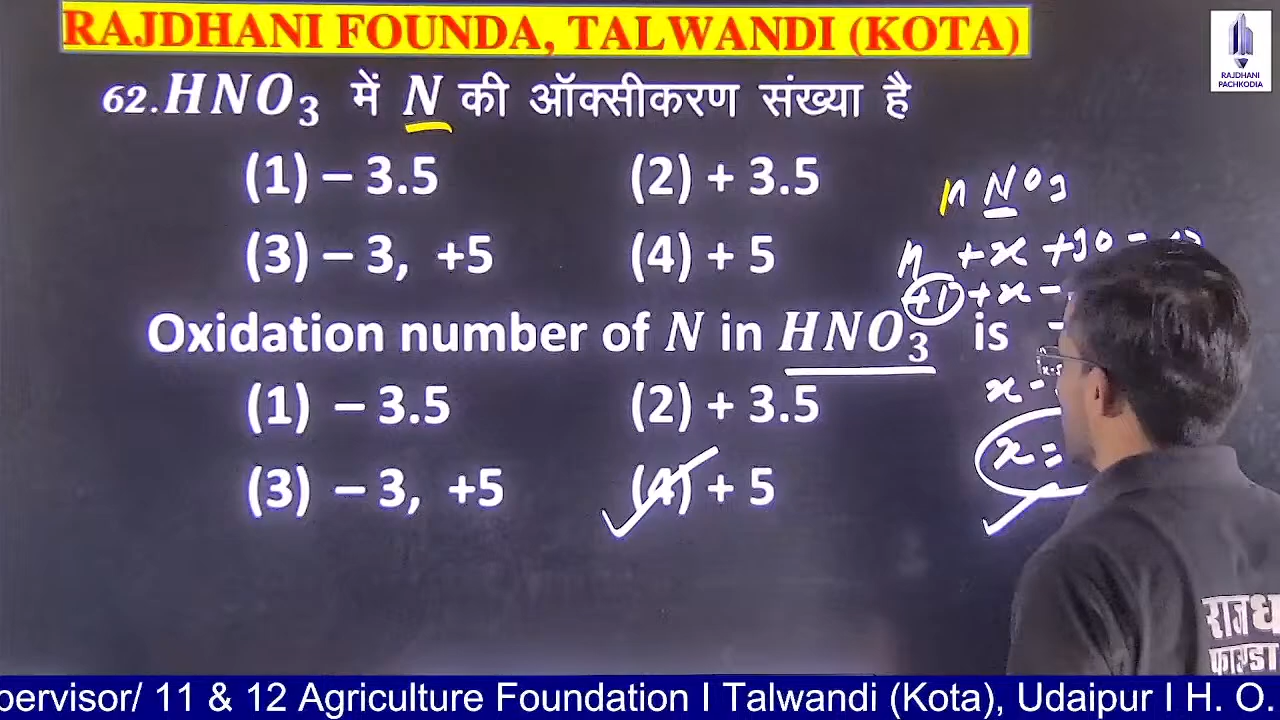 RAJDHANI FOUNDA, TALWANDI (KOTA)
RAJDHANI
PACHKODIA
62. HNO₃ में N की ऑक्सीकरण संख्या है
(1) – 3.5 (2) + 3.5
(3) – 3, +5 (4) + 5
Oxidation number of N in HNO₃ is
(1) – 3.5 (2) + 3.5
(3) – 3, +5 (4) + 5
+x
+1 +x –
x –
x =
pervisor/ 11 & 12 Agriculture Foundation I Talwandi (Kota), Udaipur I H. O.